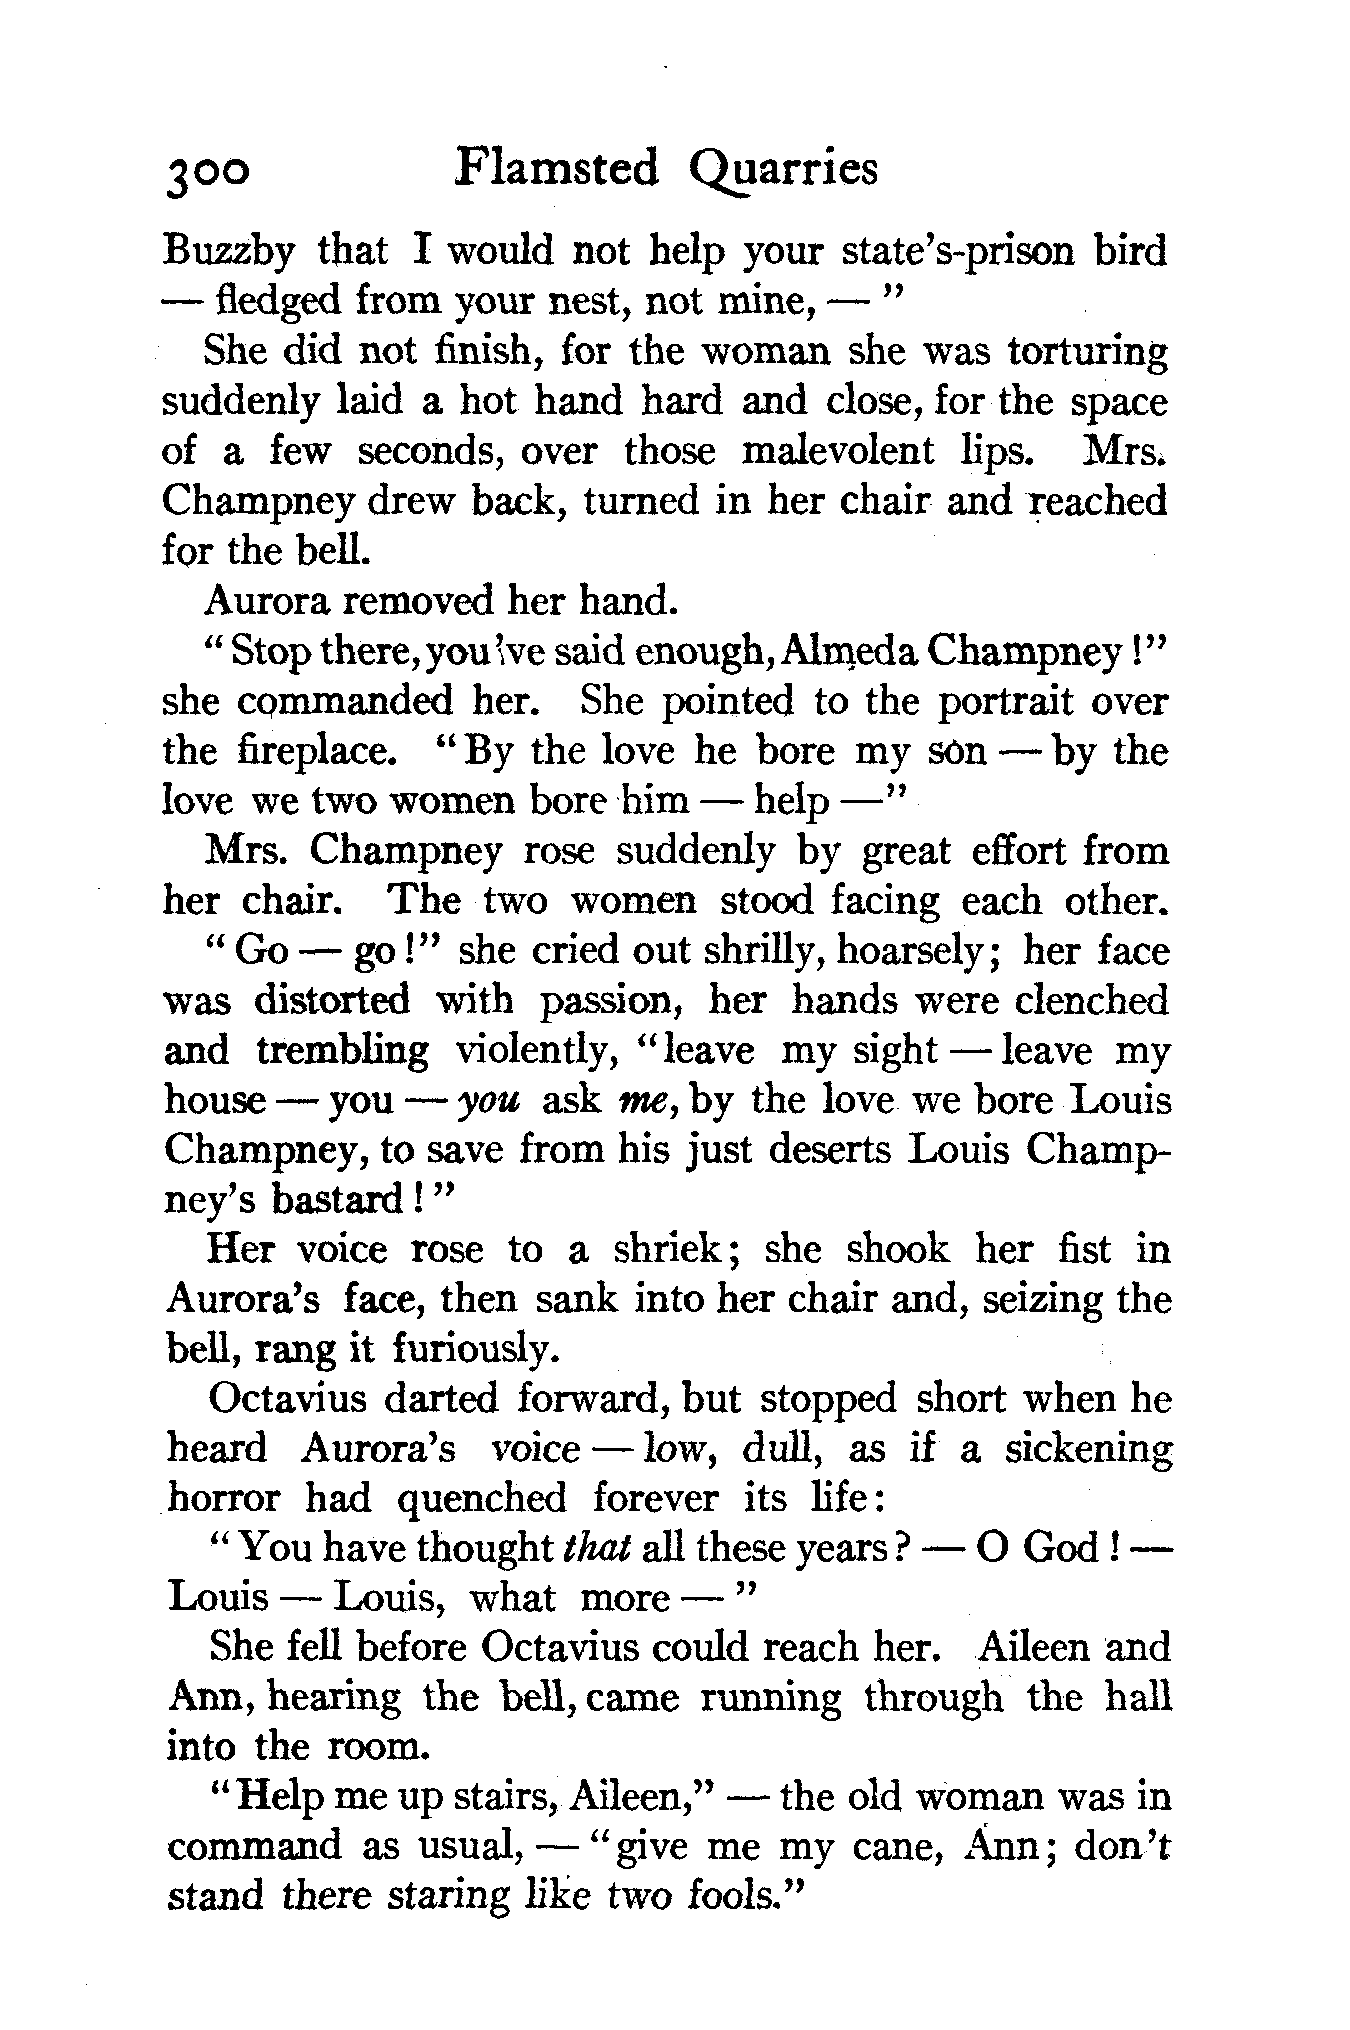 300 Flamsted Quarries
Buzzby that I would not help your state's-prison bird
— fledged from your nest, not mine, — "
She did not finish, for the woman she was torturing
suddenly laid a hot hand hard and close, for the space
of a few seconds, over those malevolent lips. Mrs.
Champney drew back, turned in her chair and reached
for the bell.
Aurora removed her hand.
"Stop there, you've said enough, Almeda Champney!"
she commanded her. She pointed to the portrait over
the fireplace. "By the love he bore my son — by the
love we two women bore him — help —"
Mrs. Champney rose suddenly by great effort from
her chair. The two women stood facing each other.
"Go — go!" she cried out shrilly, hoarsely; her face
was distorted with passion, her hands were clenched
and trembling violently, "leave my sight — leave my
house — you — you ask me, by the love we bore Louis
Champney, to save from his just deserts Louis Champ-
ney's bastard!"
Her voice rose to a shriek; she shook her fist in
Aurora's face, then sank into her chair and, seizing the
bell, rang it furiously.
Octavius darted forward, but stopped short when he
heard Aurora's voice — low, dull, as if a sickening
horror had quenched forever its life:
"You have thought that all these years? — O God! —
Louis — Louis, what more — "
She fell before Octavius could reach her. Aileen and
Ann, hearing the bell, came running through the hall
into the room.
"Help me up stairs, Aileen," — the old woman was in
command as usual, — "give me my cane, Ann; don't
stand there staring like two fools."